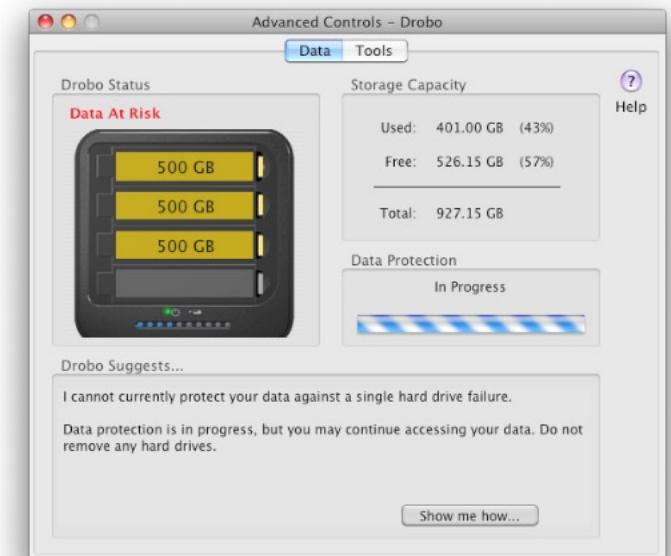 Advanced Controls – Drobo
Data
Tools
Drobo Status
Data At Risk
500 GB
500 GB
500 GB
Storage Capacity
Used: 401.00 GB (43%)
Free: 526.15 GB (57%)
Total: 927.15 GB
?
Help
Data Protection
In Progress
Drobo Suggests...
I cannot currently protect your data against a single hard drive failure.
Data protection is in progress, but you may continue accessing your data. Do not
remove any hard drives.
Show me how...